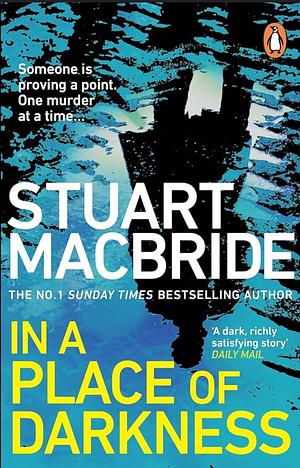 Someone is
proving a point.
One murder
at a time...
STUART
MACBRIDE
THE NO.1 SUNDAY TIMES BESTSELLING AUTHOR
IN A
PLACE OF
DARKNESS
'A dark, richly
satisfying story'
DAILY MAIL